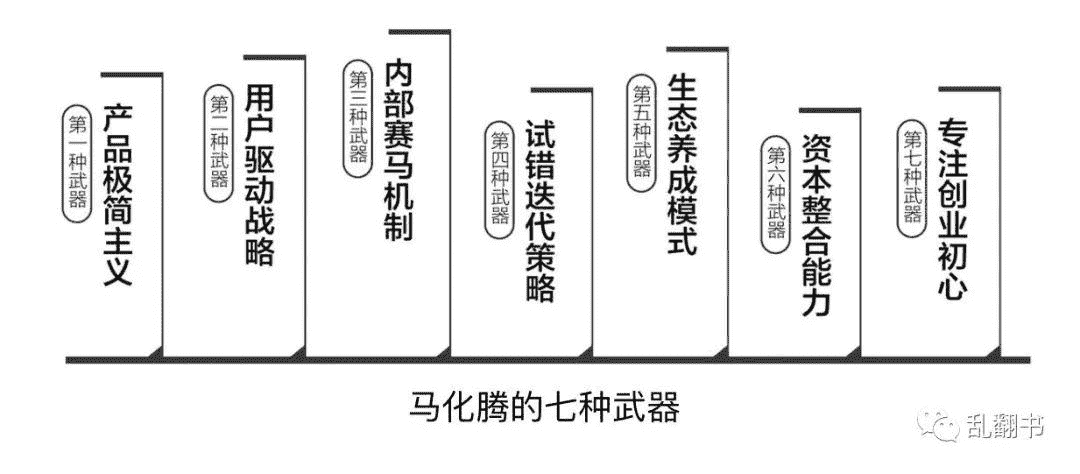 第一种武器
产品极简主义
第二种武器
用户驱动战略
第三种武器
内部赛马机制
第四种武器
试错迭代策略
第五种武器
生态养成模式
第六种武器
资本整合能力
第七种武器
专注创业初心
马化腾的七种武器
乱翻书